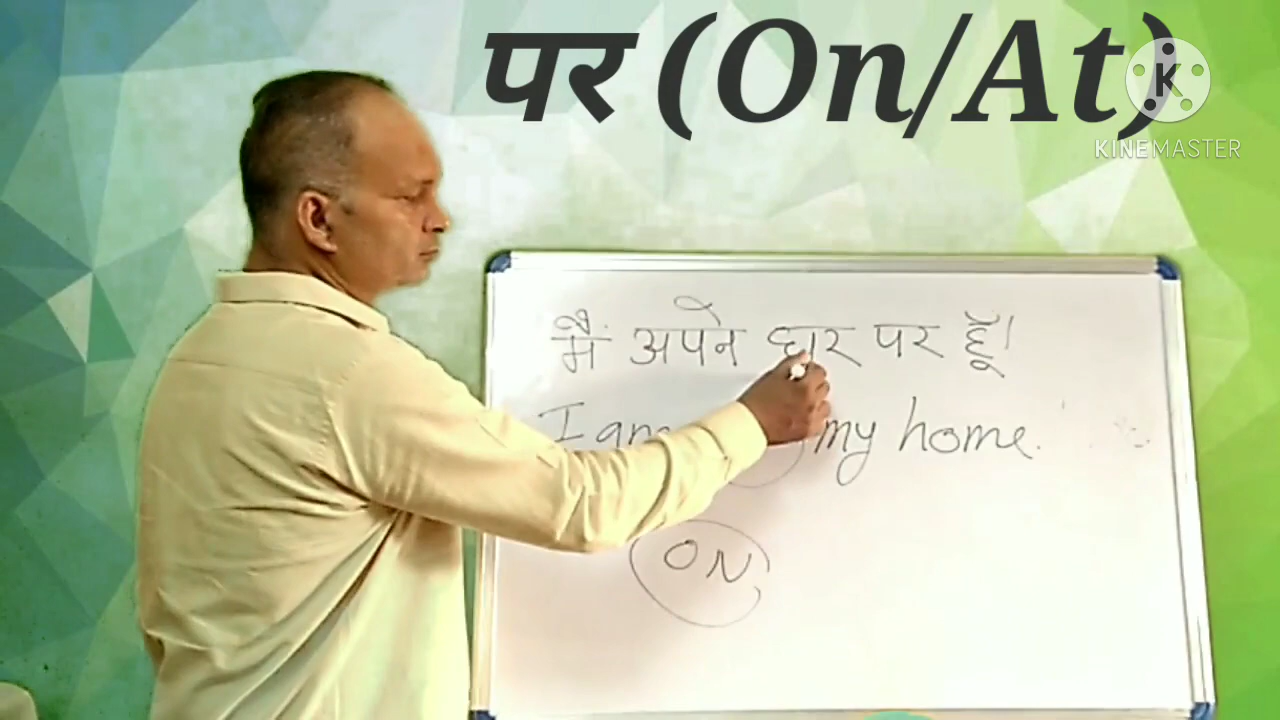 पर (On/At)
K
KINEMASTER
मैं अपने घर पर हूँ।
I am my home.
ON